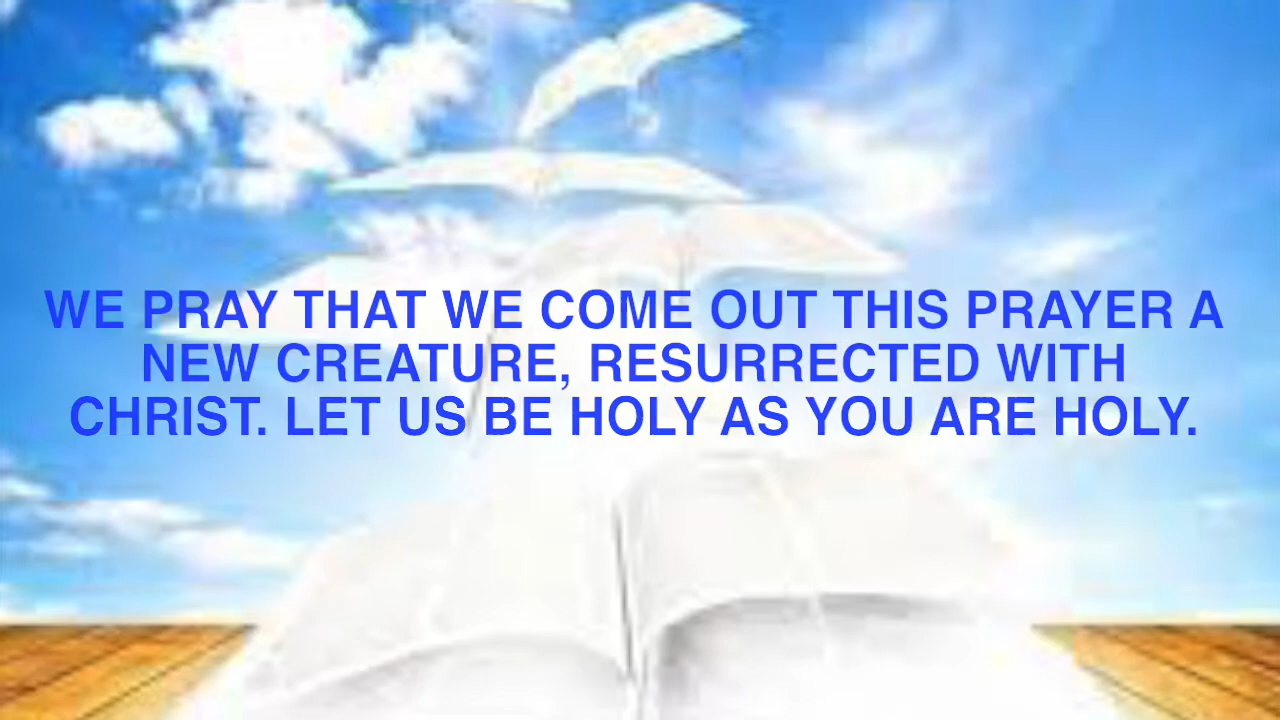 WE PRAY THAT WE COME OUT THIS PRAYER A
NEW CREATURE, RESURRECTED WITH
CHRIST. LET US BE HOLY AS YOU ARE HOLY.